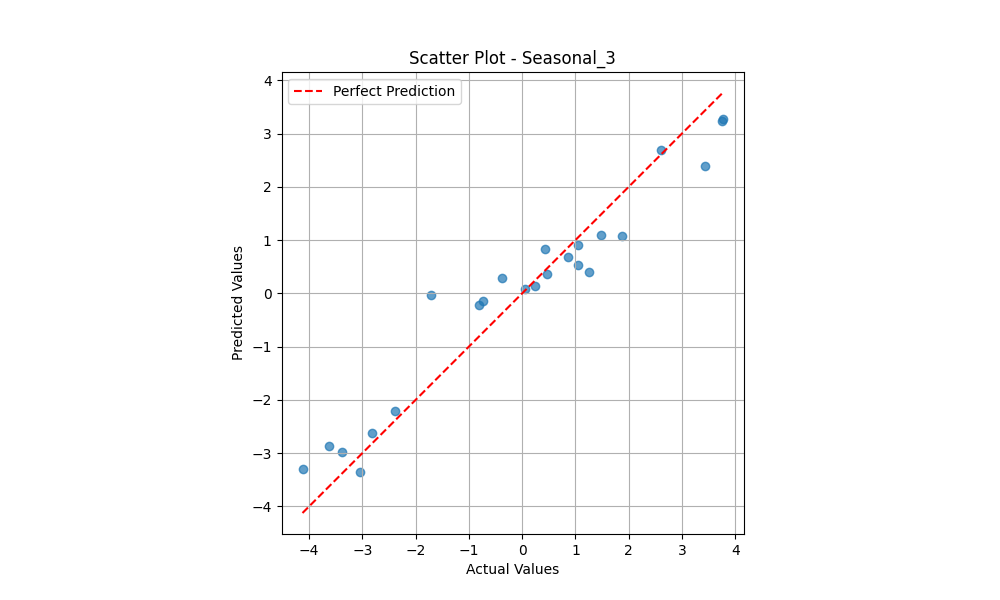 Scatter Plot - Seasonal_3
Perfect Prediction
Predicted Values
4
3
2
1
0
−1
−2
−3
−4
−4 −3 −2 −1 0 1 2 3 4
Actual Values